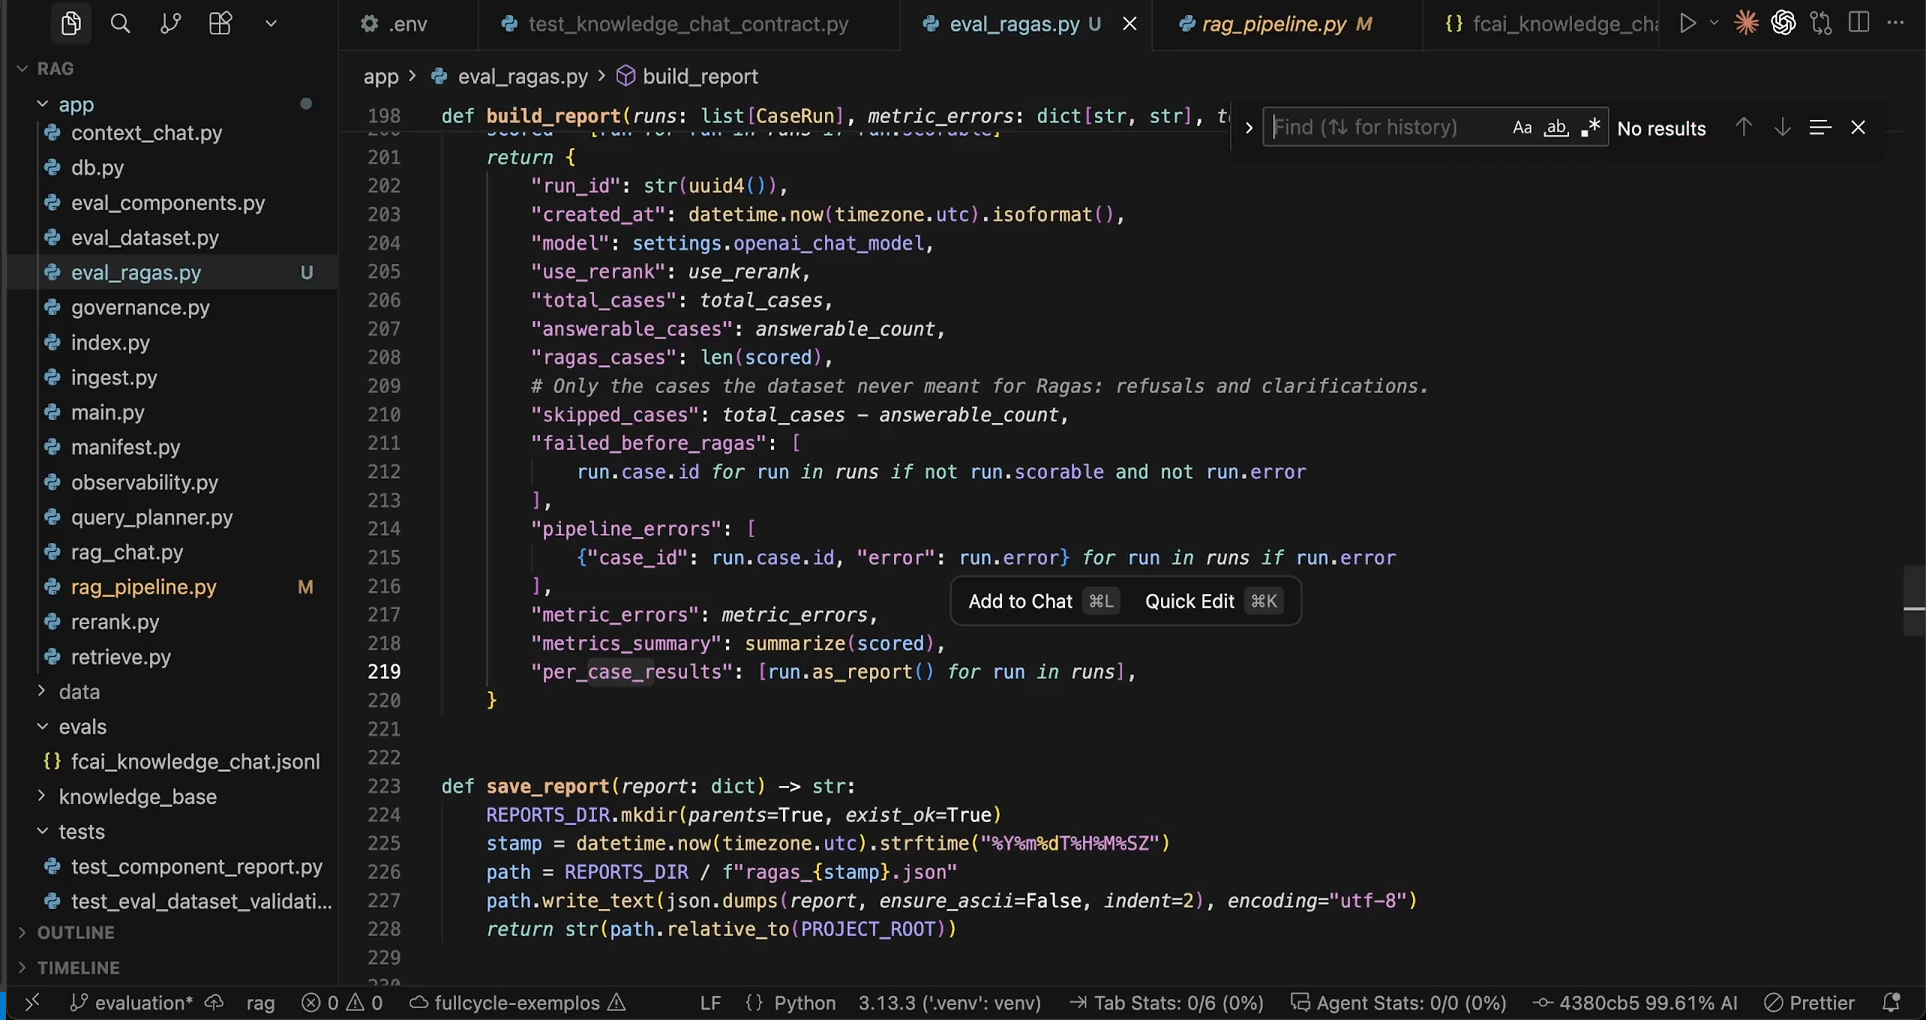 .env
test_knowledge_chat_contract.py
eval_ragas.py U
rag_pipeline.py M
{} fcai_knowledge_cha
RAG
app
context_chat.py
db.py
eval_components.py
eval_dataset.py
eval_ragas.py U
governance.py
index.py
ingest.py
main.py
manifest.py
observability.py
query_planner.py
rag_chat.py
rag_pipeline.py M
rerank.py
retrieve.py
data
evals
{} fcai_knowledge_chat.jsonl
knowledge_base
tests
test_component_report.py
test_eval_dataset_validati...
OUTLINE
TIMELINE
app > eval_ragas.py > build_report
Find (⇅ for history) Aa ab .* No results
198 def build_report(runs: list[CaseRun], metric_errors: dict[str, str], t
201 return {
202 "run_id": str(uuid4()),
203 "created_at": datetime.now(timezone.utc).isoformat(),
204 "model": settings.openai_chat_model,
205 "use_rerank": use_rerank,
206 "total_cases": total_cases,
207 "answerable_cases": answerable_count,
208 "ragas_cases": len(scored),
209 # Only the cases the dataset never meant for Ragas: refusals and clarifications.
210 "skipped_cases": total_cases - answerable_count,
211 "failed_before_ragas": [
212 run.case.id for run in runs if not run.scorable and not run.error
213 ],
214 "pipeline_errors": [
215 {"case_id": run.case.id, "error": run.error} for run in runs if run.error
216 ],
Add to Chat ⌘L Quick Edit ⌘K
217 "metric_errors": metric_errors,
218 "metrics_summary": summarize(scored),
219 "per_case_results": [run.as_report() for run in runs],
220 }
221
222
223 def save_report(report: dict) -> str:
224 REPORTS_DIR.mkdir(parents=True, exist_ok=True)
225 stamp = datetime.now(timezone.utc).strftime("%Y%m%dT%H%M%SZ")
226 path = REPORTS_DIR / f"ragas_{stamp}.json"
227 path.write_text(json.dumps(report, ensure_ascii=False, indent=2), encoding="utf-8")
228 return str(path.relative_to(PROJECT_ROOT))
229
evaluation* rag 0 0 fullcycle-exemplos LF {} Python 3.13.3 ('.venv': venv) Tab Stats: 0/6 (0%) Agent Stats: 0/0 (0%) 4380cb5 99.61% AI Prettier